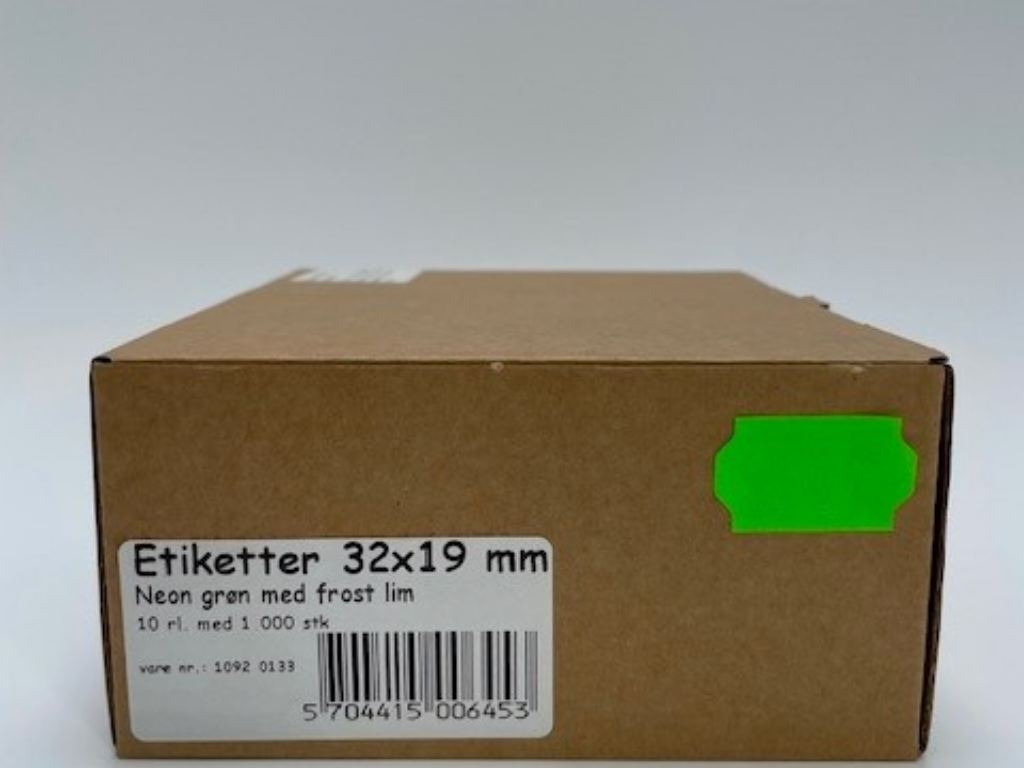 Etiketter 32x19 mm
Neon grøn med frost lim
10 rl. med 1 000 stk
vare nr.: 1092 0133
5 704415 006453